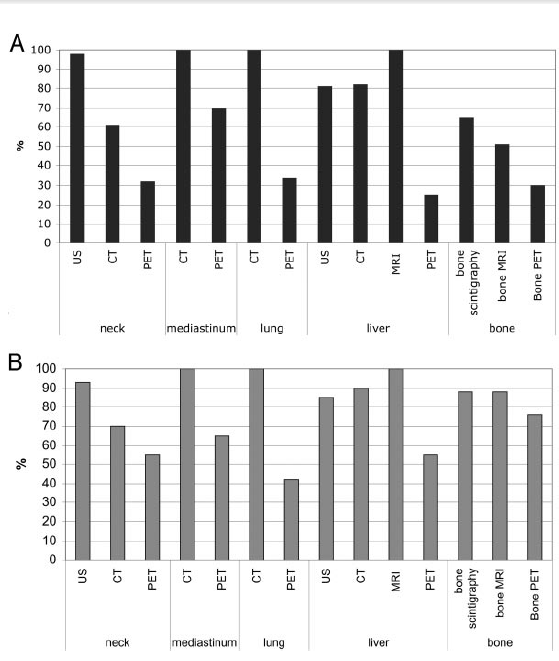 A
100
90
80
70
60
50
40
30
20
10
0
%
US
CT
PET
CT
PET
CT
PET
US
CT
MRI
PET
bone
scintigraphy
bone MRI
Bone PET
neck
mediastinum
lung
liver
bone
B
100
90
80
70
60
50
40
30
20
10
0
%
US
CT
PET
CT
PET
CT
PET
US
CT
MRI
PET
bone
scintigraphy
bone MRI
Bone PET
neck
mediastinum
lung
liver
bone